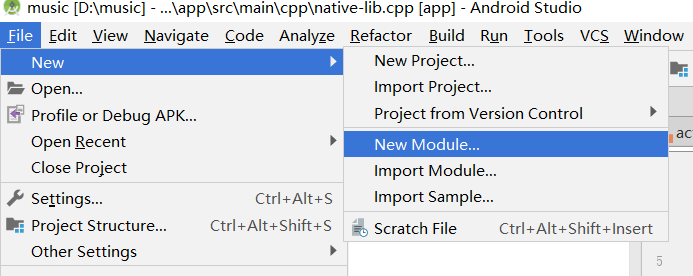 music [D:\music] - ...\app\src\main\cpp\native-lib.cpp [app] - Android Studio
File Edit View Navigate Code Analyze Refactor Build Run Tools VCS Window
New
Open...
Profile or Debug APK...
Open Recent
Close Project
Settings... Ctrl+Alt+S
Project Structure... Ctrl+Alt+Shift+S
Other Settings
New Project...
Import Project...
Project from Version Control
New Module...
Import Module...
Import Sample...
Scratch File Ctrl+Alt+Shift+Insert
ac
5